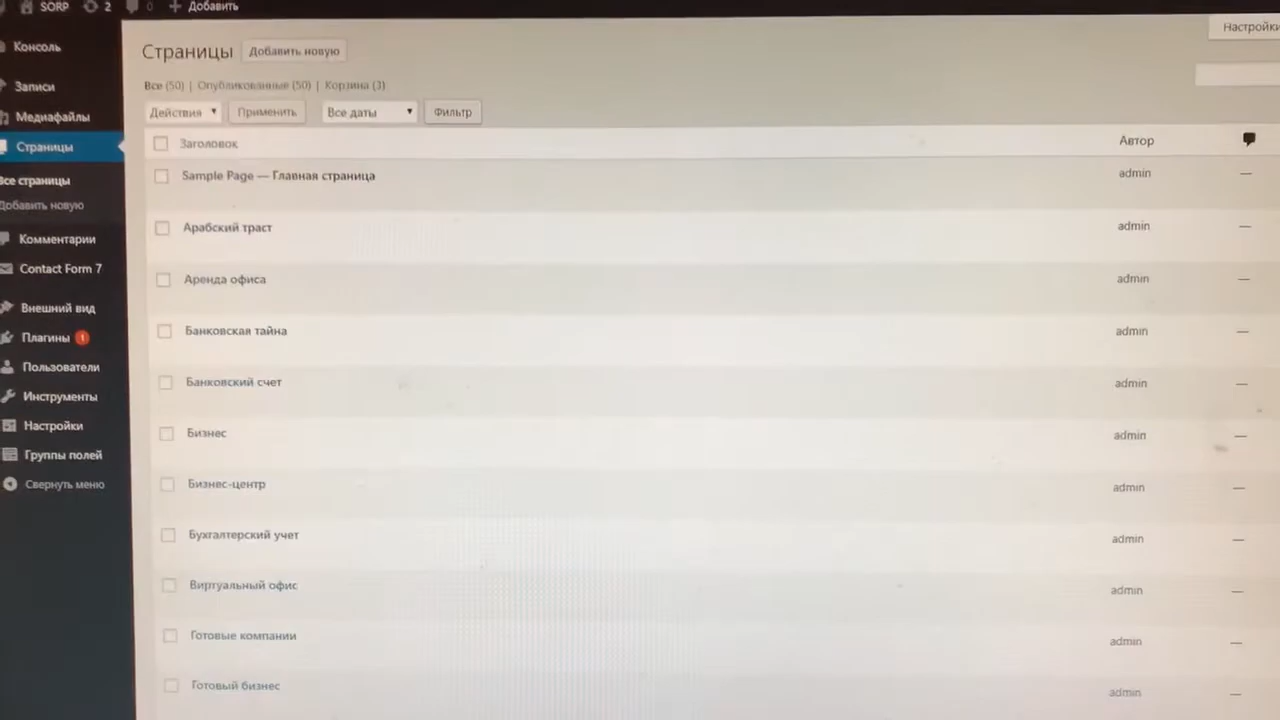 SORP 2 0 Добавить
Настройки
Консоль
Записи
Медиафайлы
Страницы
Все страницы
Добавить новую
Комментарии
Contact Form 7
Внешний вид
Плагины 1
Пользователи
Инструменты
Настройки
Группы полей
Свернуть меню
Страницы Добавить новую
Все (50) | Опубликованные (50) | Корзина (3)
Действия Применить Все даты Фильтр
Заголовок Автор
Sample Page — Главная страница admin —
Арабский траст admin —
Аренда офиса admin —
Банковская тайна admin —
Банковский счет admin —
Бизнес admin —
Бизнес-центр admin —
Бухгалтерский учет admin —
Виртуальный офис admin —
Готовые компании admin —
Готовый бизнес admin —